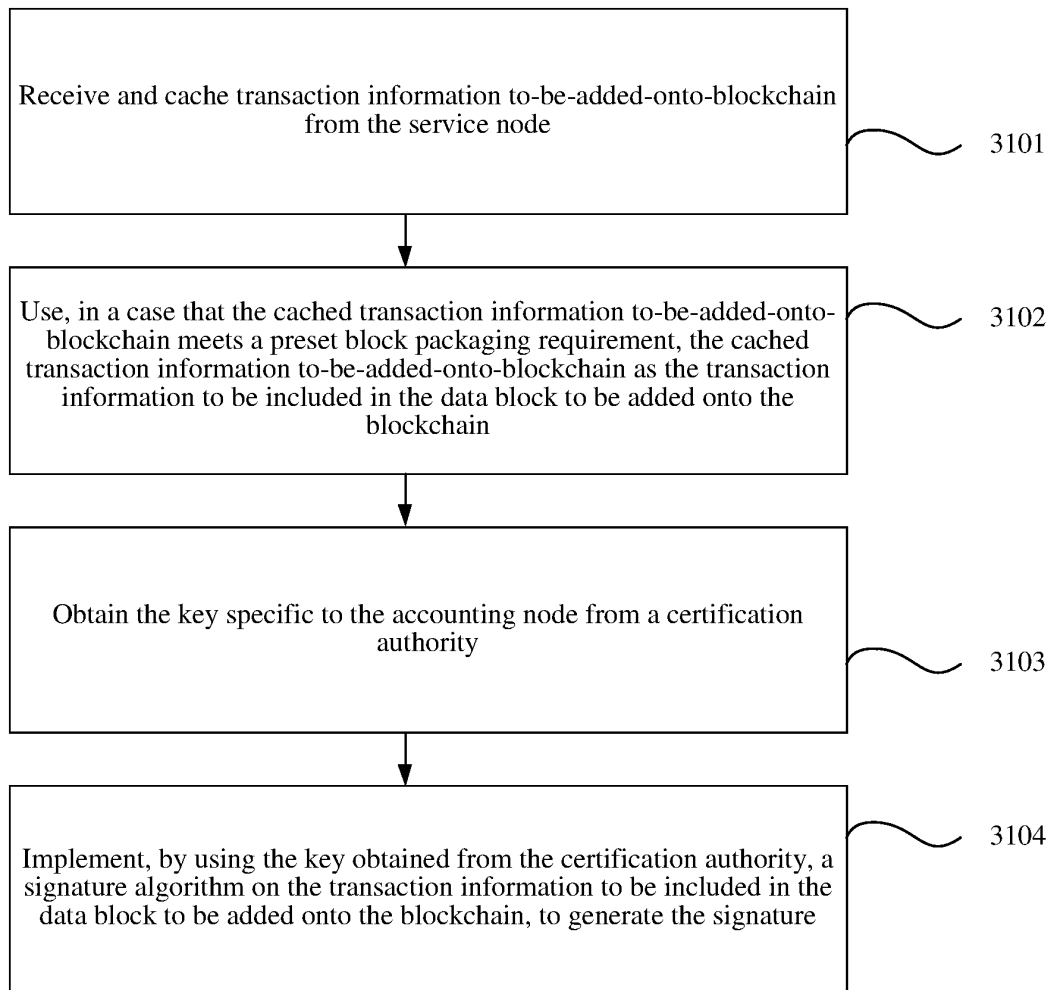 Receive and cache transaction information to-be-added-onto-blockchain
from the service node
3101
Use, in a case that the cached transaction information to-be-added-onto-
blockchain meets a preset block packaging requirement, the cached
transaction information to-be-added-onto-blockchain as the transaction
information to be included in the data block to be added onto the
blockchain
3102
Obtain the key specific to the accounting node from a certification
authority
3103
Implement, by using the key obtained from the certification authority, a
signature algorithm on the transaction information to be included in the
data block to be added onto the blockchain, to generate the signature
3104